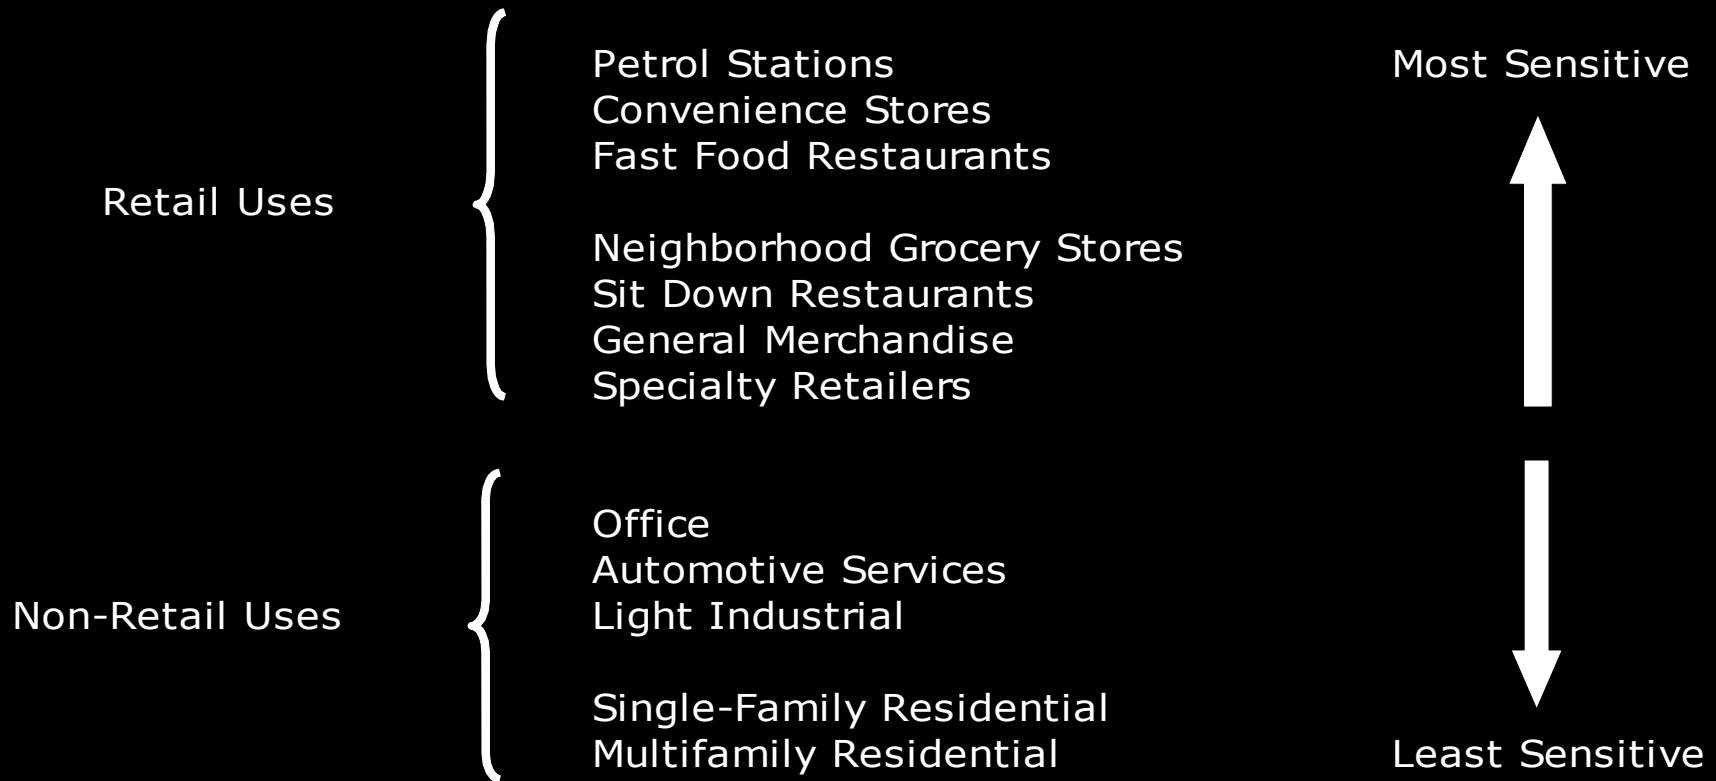 Petrol Stations
Most Sensitive
Convenience Stores
Fast Food Restaurants
Retail Uses
Neighborhood Grocery Stores
Sit Down Restaurants
General Merchandise
Specialty Retailers
Office
Automotive Services
Non-Retail Uses
Light Industrial
Single-Family Residential
Multifamily Residential
Least Sensitive